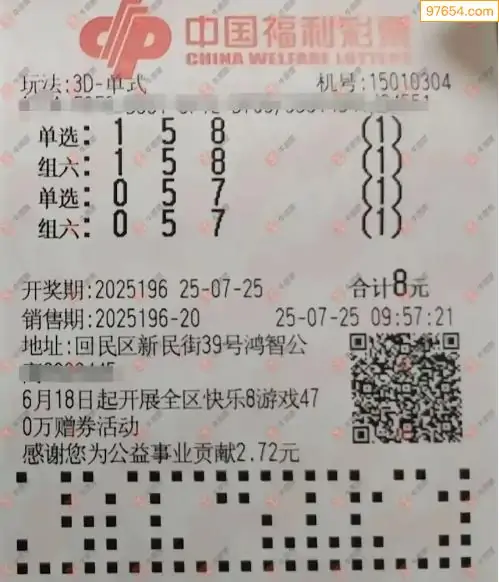 97654.com
中国福利彩票
CHINA WELFARE LOTTERY
玩法:3D-单式 机号:15010304
单选: 1 5 8 (1)
组六: 1 5 8 (1)
单选: 0 5 7 (1)
组六: 0 5 7 (1)
开奖期:2025196 25-07-25 合计8元
销售期:2025196-20 25-07-25 09:57:21
地址:回民区新民街39号鸿智公
6月18日起开展全区快乐8游戏47
0万赠券活动
感谢您为公益事业贡献2.72元